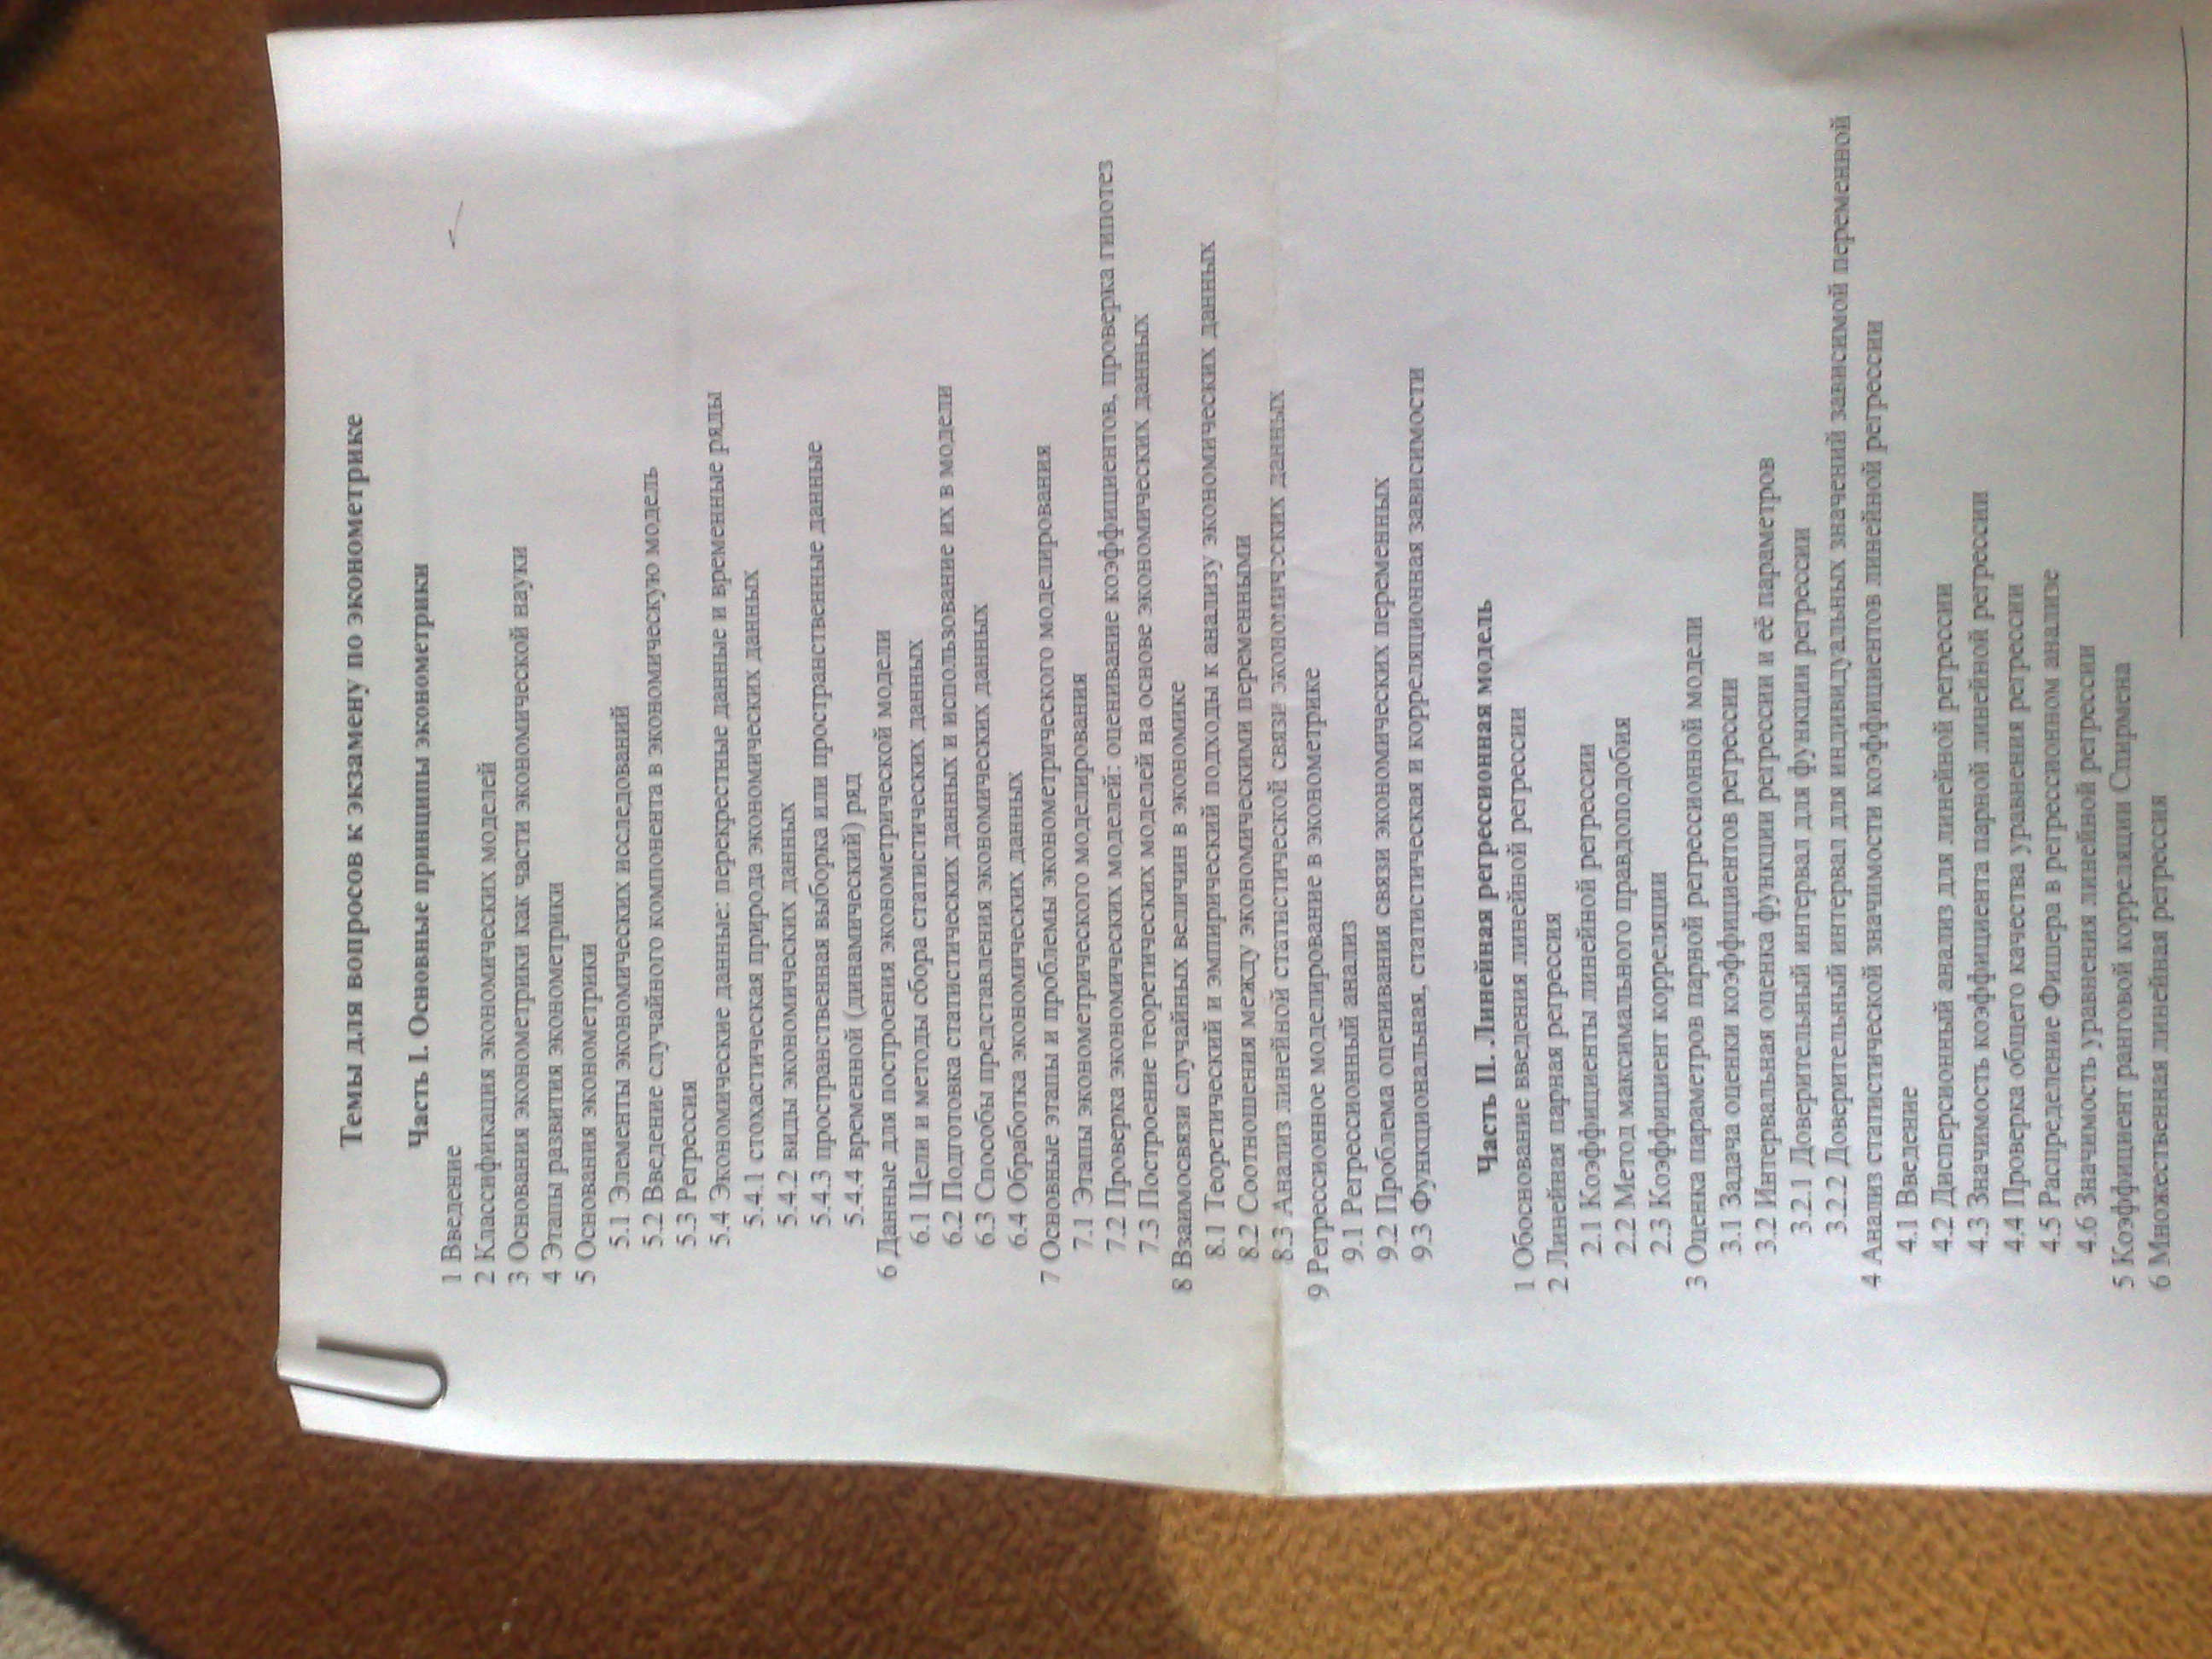 Темы для вопросов к экзамену по эконометрике
Часть I. Основные принципы эконометрики
1 Введение
2 Классификация экономических моделей
3 Основания эконометрики как части экономической науки
4 Этапы развития эконометрики
5 Основания эконометрики
5.1 Элементы экономических исследований
5.2 Введение случайного компонента в экономическую модель
5.3 Регрессия
5.4 Экономические данные: перекрестные данные и временные ряды
5.4.1 стохастическая природа экономических данных
5.4.2 виды экономических данных
5.4.3 пространственная выборка или пространственные данные
5.4.4 временной (динамический) ряд
6 Данные для построения эконометрической модели
6.1 Цели и методы сбора статистических данных
6.2 Подготовка статистических данных и использование их в модели
6.3 Способы представления экономических данных
6.4 Обработка экономических данных
7 Основные этапы и проблемы эконометрического моделирования
7.1 Этапы эконометрического моделирования
7.2 Проверка экономических моделей: оценивание коэффициентов, проверка гипотез
7.3 Построение теоретических моделей на основе экономических данных
8 Взаимосвязи случайных величин в экономике
8.1 Теоретический и эмпирический подходы к анализу экономических данных
8.2 Соотношения между экономическими переменными
8.3 Анализ линейной статистической связи экономических данных
9 Регрессионное моделирование в эконометрике
9.1 Регрессионный анализ
9.2 Проблема оценивания связи экономических переменных
9.3 Функциональная, статистическая и корреляционная зависимости
Часть II. Линейная регрессионная модель
1 Обоснование введения линейной регрессии
2 Линейная парная регрессия
2.1 Коэффициенты линейной регрессии
2.2 Метод максимального правдоподобия
2.3 Коэффициент корреляции
3 Оценка параметров парной регрессионной модели
3.1 Задача оценки коэффициентов регрессии
3.2 Интервальная оценка функции регрессии и её параметров
3.2.1 Доверительный интервал для функции регрессии
3.2.2 Доверительный интервал для индивидуальных значений зависимой переменной
4 Анализ статистической значимости коэффициентов линейной регрессии
4.1 Введение
4.2 Дисперсионный анализ для линейной регрессии
4.3 Значимость коэффициента парной линейной регрессии
4.4 Проверка общего качества уравнения регрессии
4.5 Распределение Фишера в регрессионном анализе
4.6 Значимость уравнения линейной регрессии
5 Коэффициент ранговой корреляции Спирмена
6 Множественная линейная регрессия